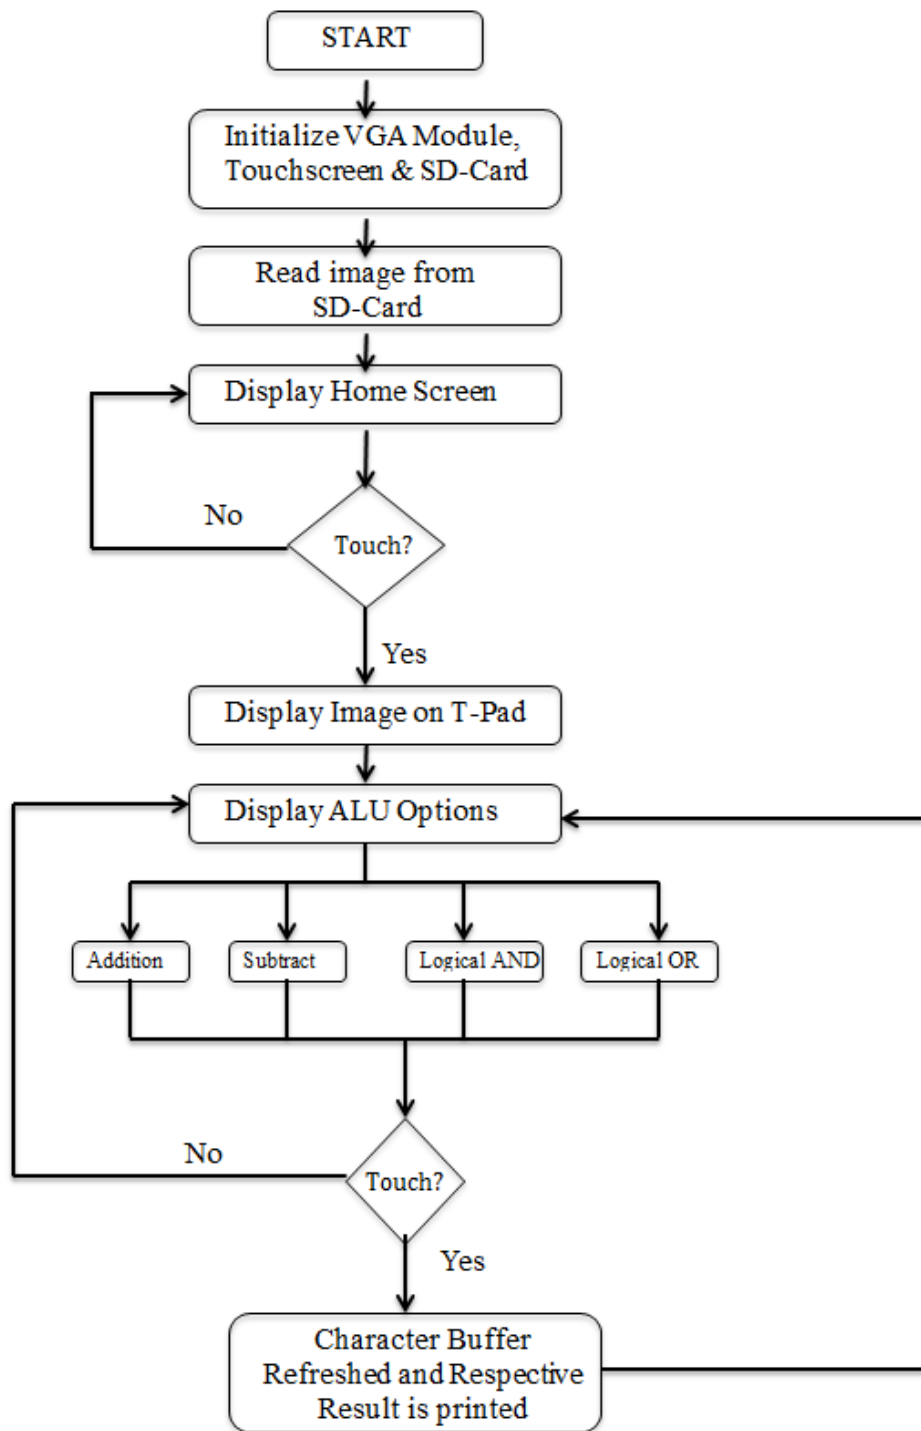 START
Initialize VGA Module,
Touchscreen & SD-Card
Read image from
SD-Card
Display Home Screen
No
Touch?
Yes
Display Image on T-Pad
Display ALU Options
Addition
Subtract
Logical AND
Logical OR
No
Touch?
Yes
Character Buffer
Refreshed and Respective
Result is printed